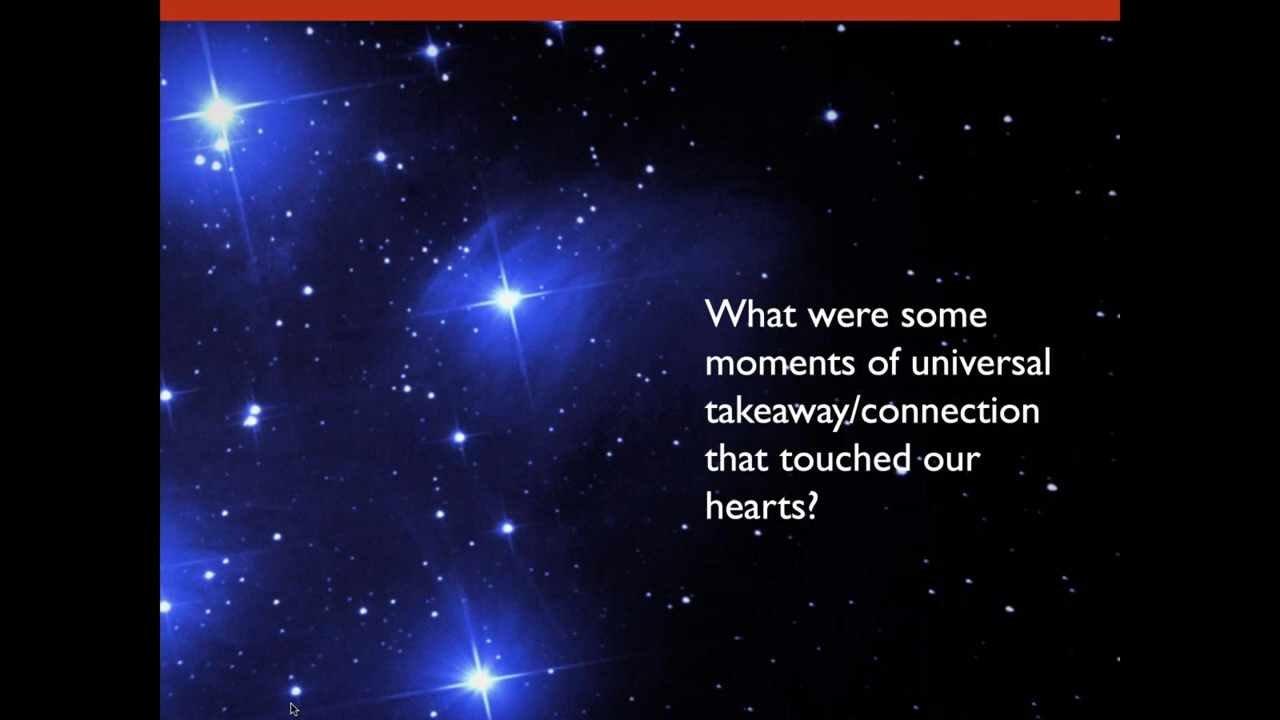 What were some
moments of universal
takeaway/connection
that touched our
hearts?